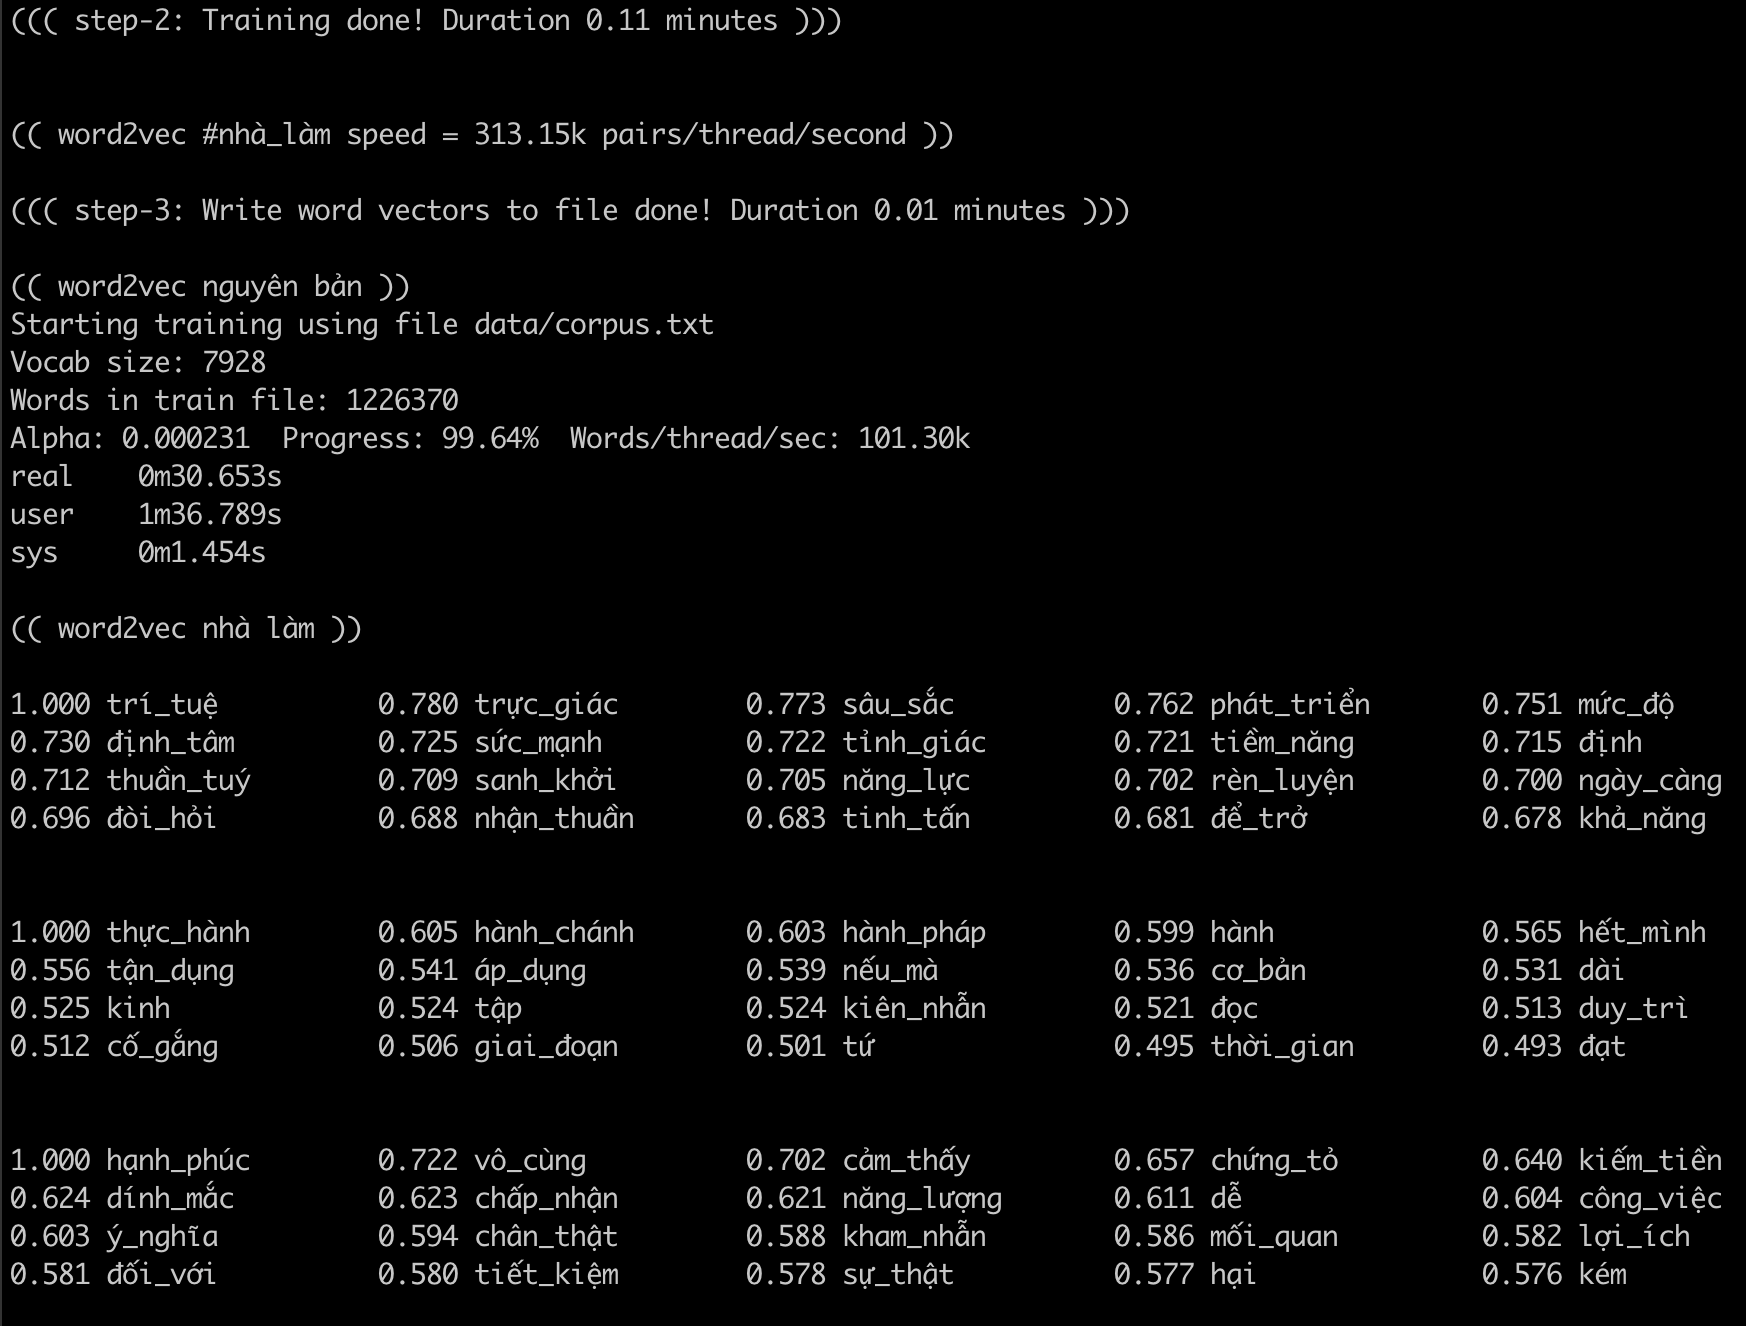 ((( step-2: Training done! Duration 0.11 minutes )))
(( word2vec #nhà_làm speed = 313.15k pairs/thread/second ))
((( step-3: Write word vectors to file done! Duration 0.01 minutes )))
(( word2vec nguyên bản ))
Starting training using file data/corpus.txt
Vocab size: 7928
Words in train file: 1226370
Alpha: 0.000231  Progress: 99.64%  Words/thread/sec: 101.30k
real    0m30.653s
user    1m36.789s
sys     0m1.454s
(( word2vec nhà làm ))
1.000 trí_tuệ 0.780 trực_giác 0.773 sâu_sắc 0.762 phát_triển 0.751 mức_độ
0.730 định_tâm 0.725 sức_mạnh 0.722 tỉnh_giác 0.721 tiềm_năng 0.715 định
0.712 thuần_tuý 0.709 sanh_khởi 0.705 năng_lực 0.702 rèn_luyện 0.700 ngày_càng
0.696 đòi_hỏi 0.688 nhận_thuần 0.683 tinh_tấn 0.681 để_trở 0.678 khả_năng
1.000 thực_hành 0.605 hành_chánh 0.603 hành_pháp 0.599 hành 0.565 hết_mình
0.556 tận_dụng 0.541 áp_dụng 0.539 nếu_mà 0.536 cơ_bản 0.531 dài
0.525 kinh 0.524 tập 0.524 kiên_nhẫn 0.521 đọc 0.513 duy_trì
0.512 cố_gắng 0.506 giai_đoạn 0.501 tứ 0.495 thời_gian 0.493 đạt
1.000 hạnh_phúc 0.722 vô_cùng 0.702 cảm_thấy 0.657 chứng_tỏ 0.640 kiếm_tiền
0.624 dính_mắc 0.623 chấp_nhận 0.621 năng_lượng 0.611 dễ 0.604 công_việc
0.603 ý_nghĩa 0.594 chân_thật 0.588 kham_nhẫn 0.586 mối_quan 0.582 lợi_ích
0.581 đối_với 0.580 tiết_kiệm 0.578 sự_thật 0.577 hại 0.576 kém